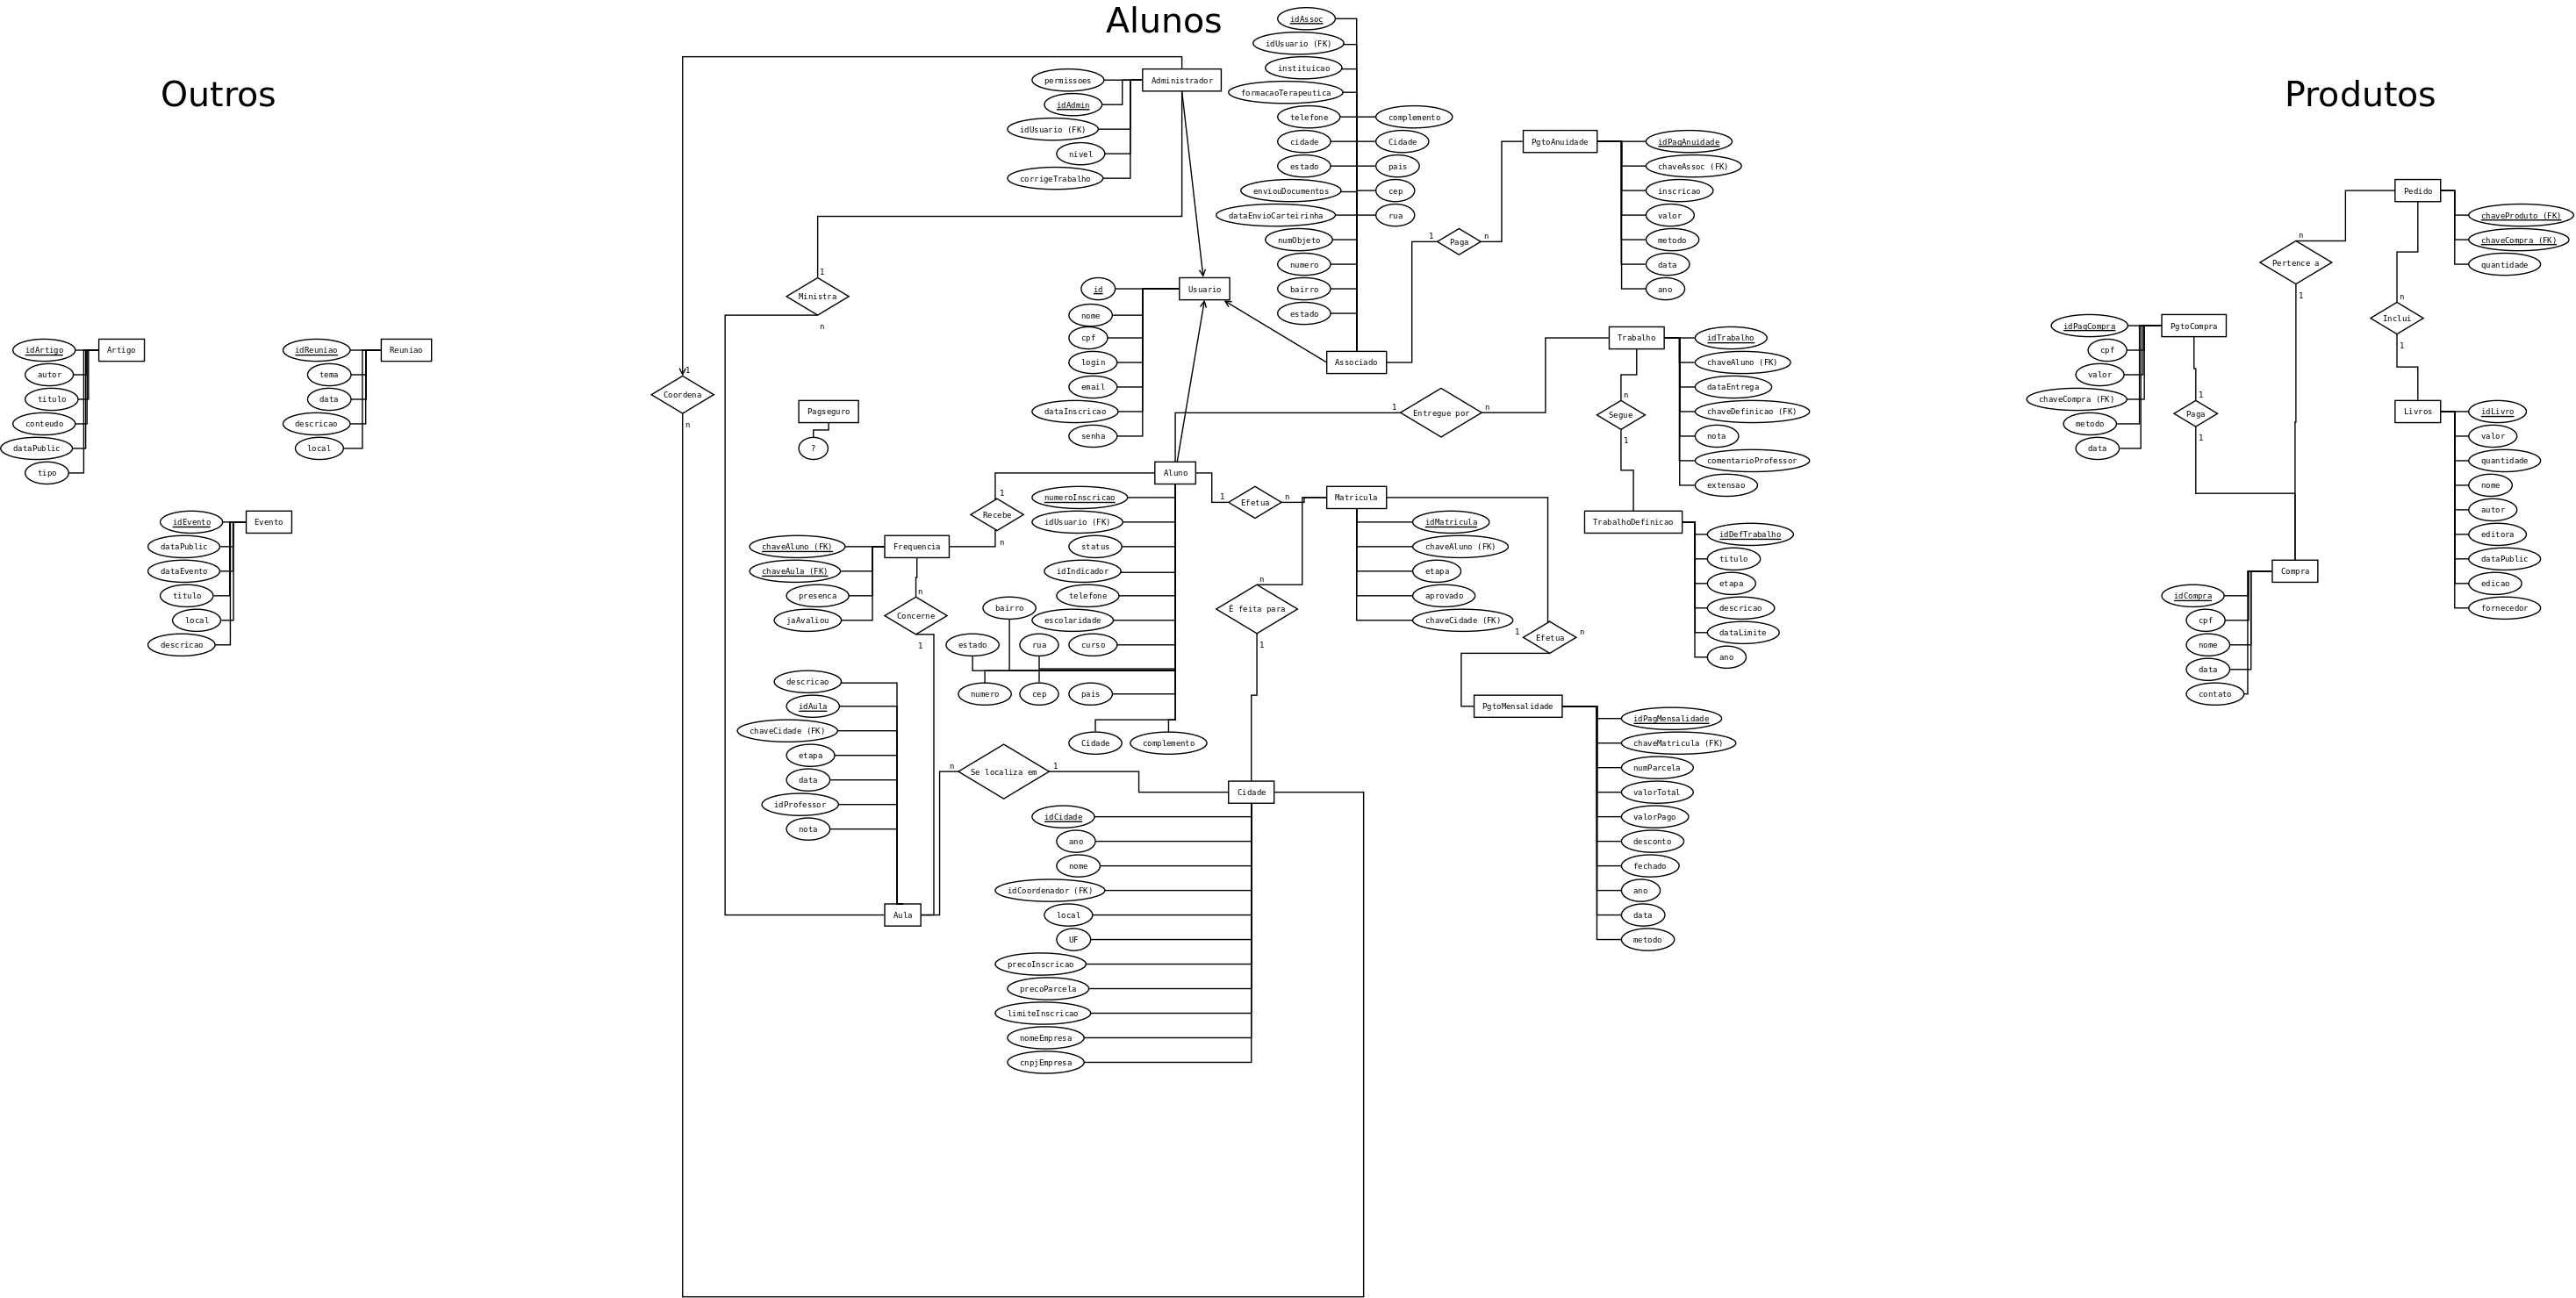 Outros
Alunos
Produtos
Artigo
idArtigo
autor
titulo
conteudo
dataPublic
tipo
Reuniao
idReuniao
tema
data
descricao
local
Evento
idEvento
dataPublic
dataEvento
titulo
local
descricao
Administrador
permissoes
idAdmin
idUsuario (FK)
nivel
corrigeTrabalho
1
Ministra
n
1
Coordena
n
Pagseguro
?
Usuario
id
nome
cpf
login
email
dataInscricao
senha
idAssoc
idUsuario (FK)
instituicao
formacaoTerapeutica
telefone
complemento
cidade
Cidade
estado
pais
enviouDocumentos
cep
dataEnvioCarteirinha
rua
numObjeto
numero
bairro
estado
Associado
1
Paga
n
PgtoAnuidade
idPagAnuidade
chaveAssoc (FK)
inscricao
valor
metodo
data
ano
1
Entregue por
n
Trabalho
idTrabalho
chaveAluno (FK)
dataEntrega
chaveDefinicao (FK)
nota
comentarioProfessor
extensao
n
Segue
1
TrabalhoDefinicao
idDefTrabalho
titulo
etapa
descricao
dataLimite
ano
Aluno
numeroInscricao
idUsuario (FK)
status
idIndicador
telefone
escolaridade
curso
bairro
estado
rua
numero
cep
pais
Cidade
complemento
1
Recebe
n
Frequencia
chaveAluno (FK)
chaveAula (FK)
presenca
jaAvaliou
n
Concerne
1
1
Efetua
n
Matricula
idMatricula
chaveAluno (FK)
etapa
aprovado
chaveCidade (FK)
n
É feita para
1
1
Efetua
n
PgtoMensalidade
idPagMensalidade
chaveMatricula (FK)
numParcela
valorTotal
valorPago
desconto
fechado
ano
data
metodo
descricao
idAula
chaveCidade (FK)
etapa
data
idProfessor
nota
Aula
n
Se localiza em
1
Cidade
idCidade
ano
nome
idCoordenador (FK)
local
UF
precoInscricao
precoParcela
limiteInscricao
nomeEmpresa
cnpjEmpresa
Pedido
chaveProduto (FK)
chaveCompra (FK)
quantidade
n
Pertence a
1
n
Inclui
1
PgtoCompra
idPagCompra
cpf
valor
chaveCompra (FK)
metodo
data
1
Paga
1
Livros
idLivro
valor
quantidade
nome
autor
editora
dataPublic
edicao
fornecedor
Compra
idCompra
cpf
nome
data
contato